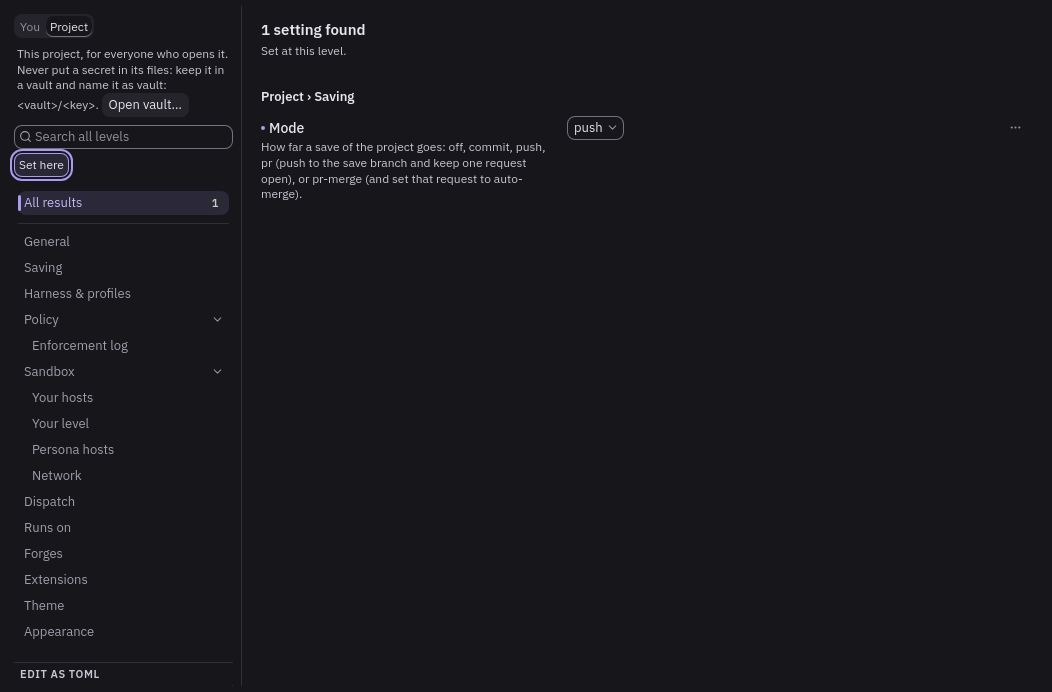 You Project
This project, for everyone who opens it.
Never put a secret in its files: keep it in
a vault and name it as vault:
<vault>/<key>. Open vault...
Search all levels
Set here
All results 1
General
Saving
Harness & profiles
Policy
Enforcement log
Sandbox
Your hosts
Your level
Persona hosts
Network
Dispatch
Runs on
Forges
Extensions
Theme
Appearance
EDIT AS TOML
1 setting found
Set at this level.
Project › Saving
Mode
push
How far a save of the project goes: off, commit, push,
pr (push to the save branch and keep one request
open), or pr-merge (and set that request to auto-
merge).